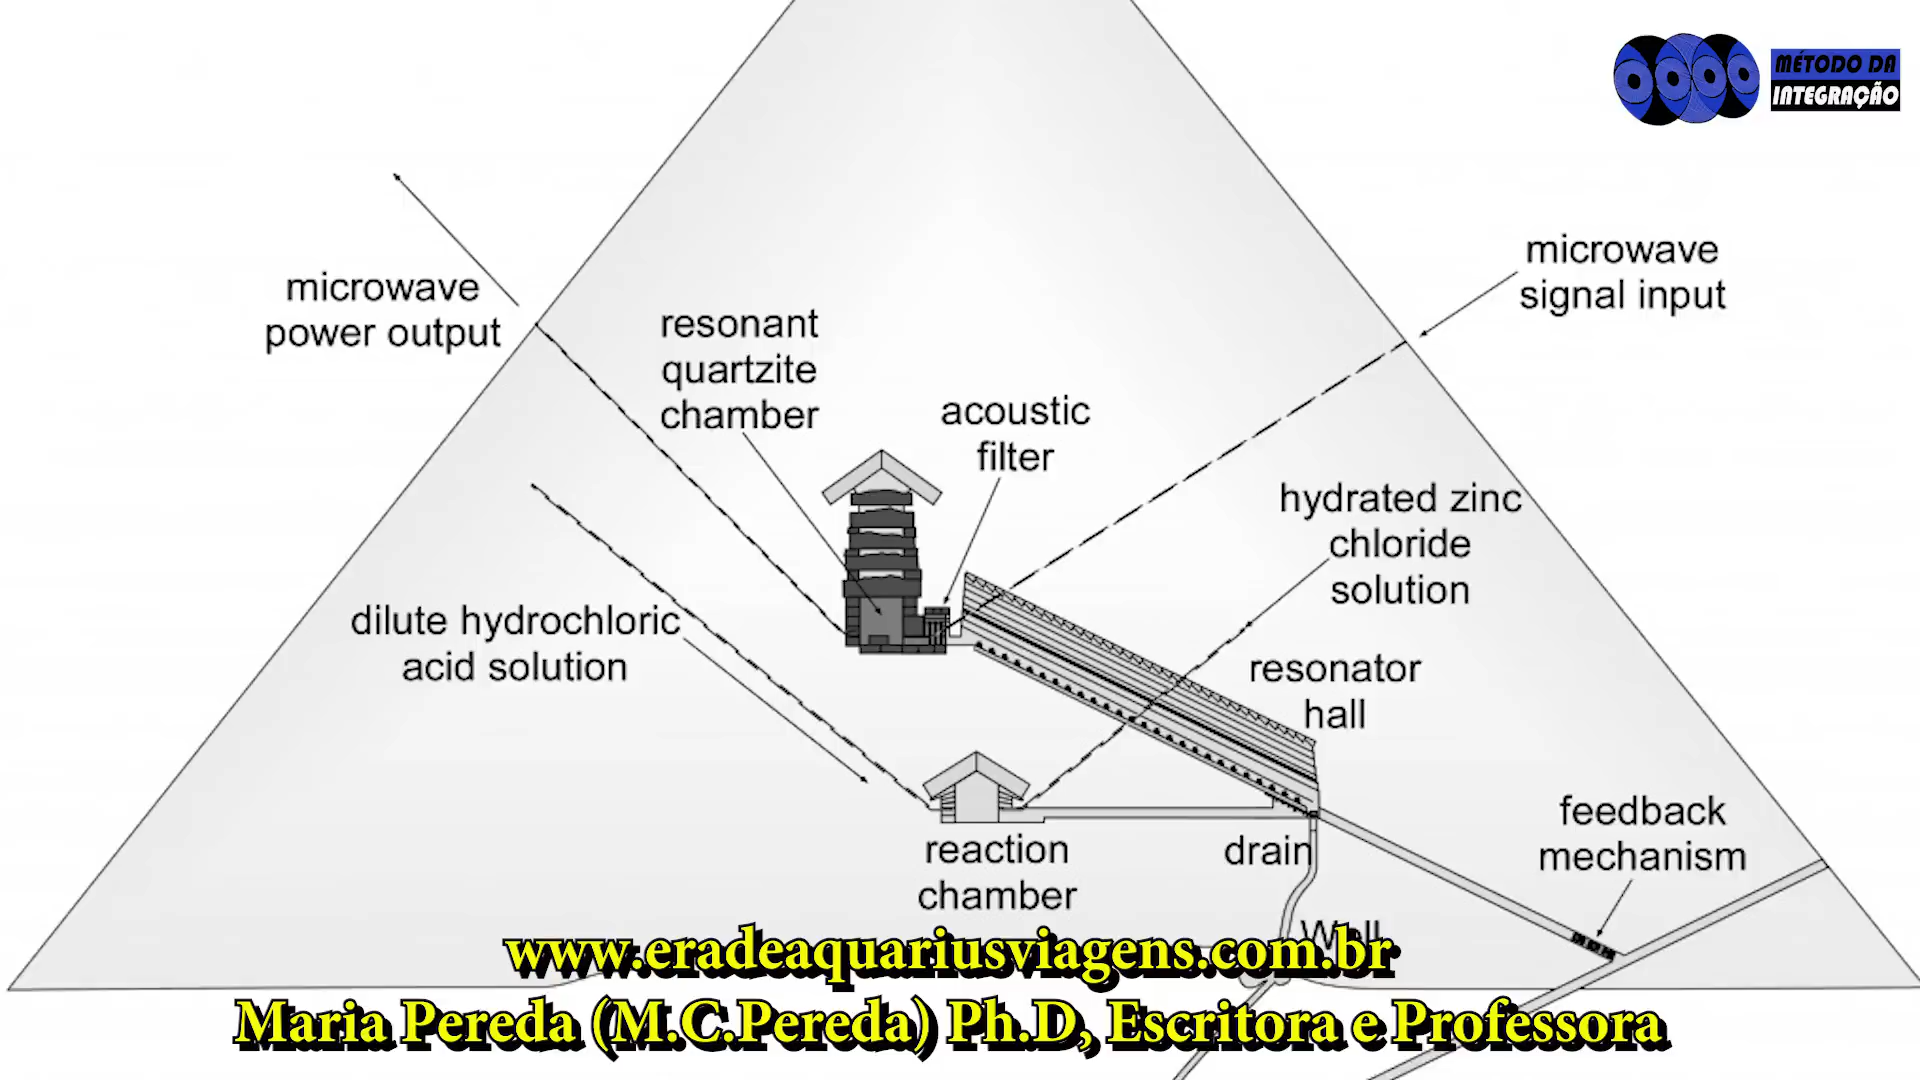 MÉTODO DA
INTEGRAÇÃO
microwave
signal input
microwave
power output
resonant
quartzite
chamber
acoustic
filter
hydrated zinc
chloride
solution
dilute hydrochloric
acid solution
resonator
hall
feedback
mechanism
reaction
chamber
drain
Well
www.eradeaquariusviagens.com.br
Maria Pereda (M.C.Pereda) Ph.D, Escritora e Professora